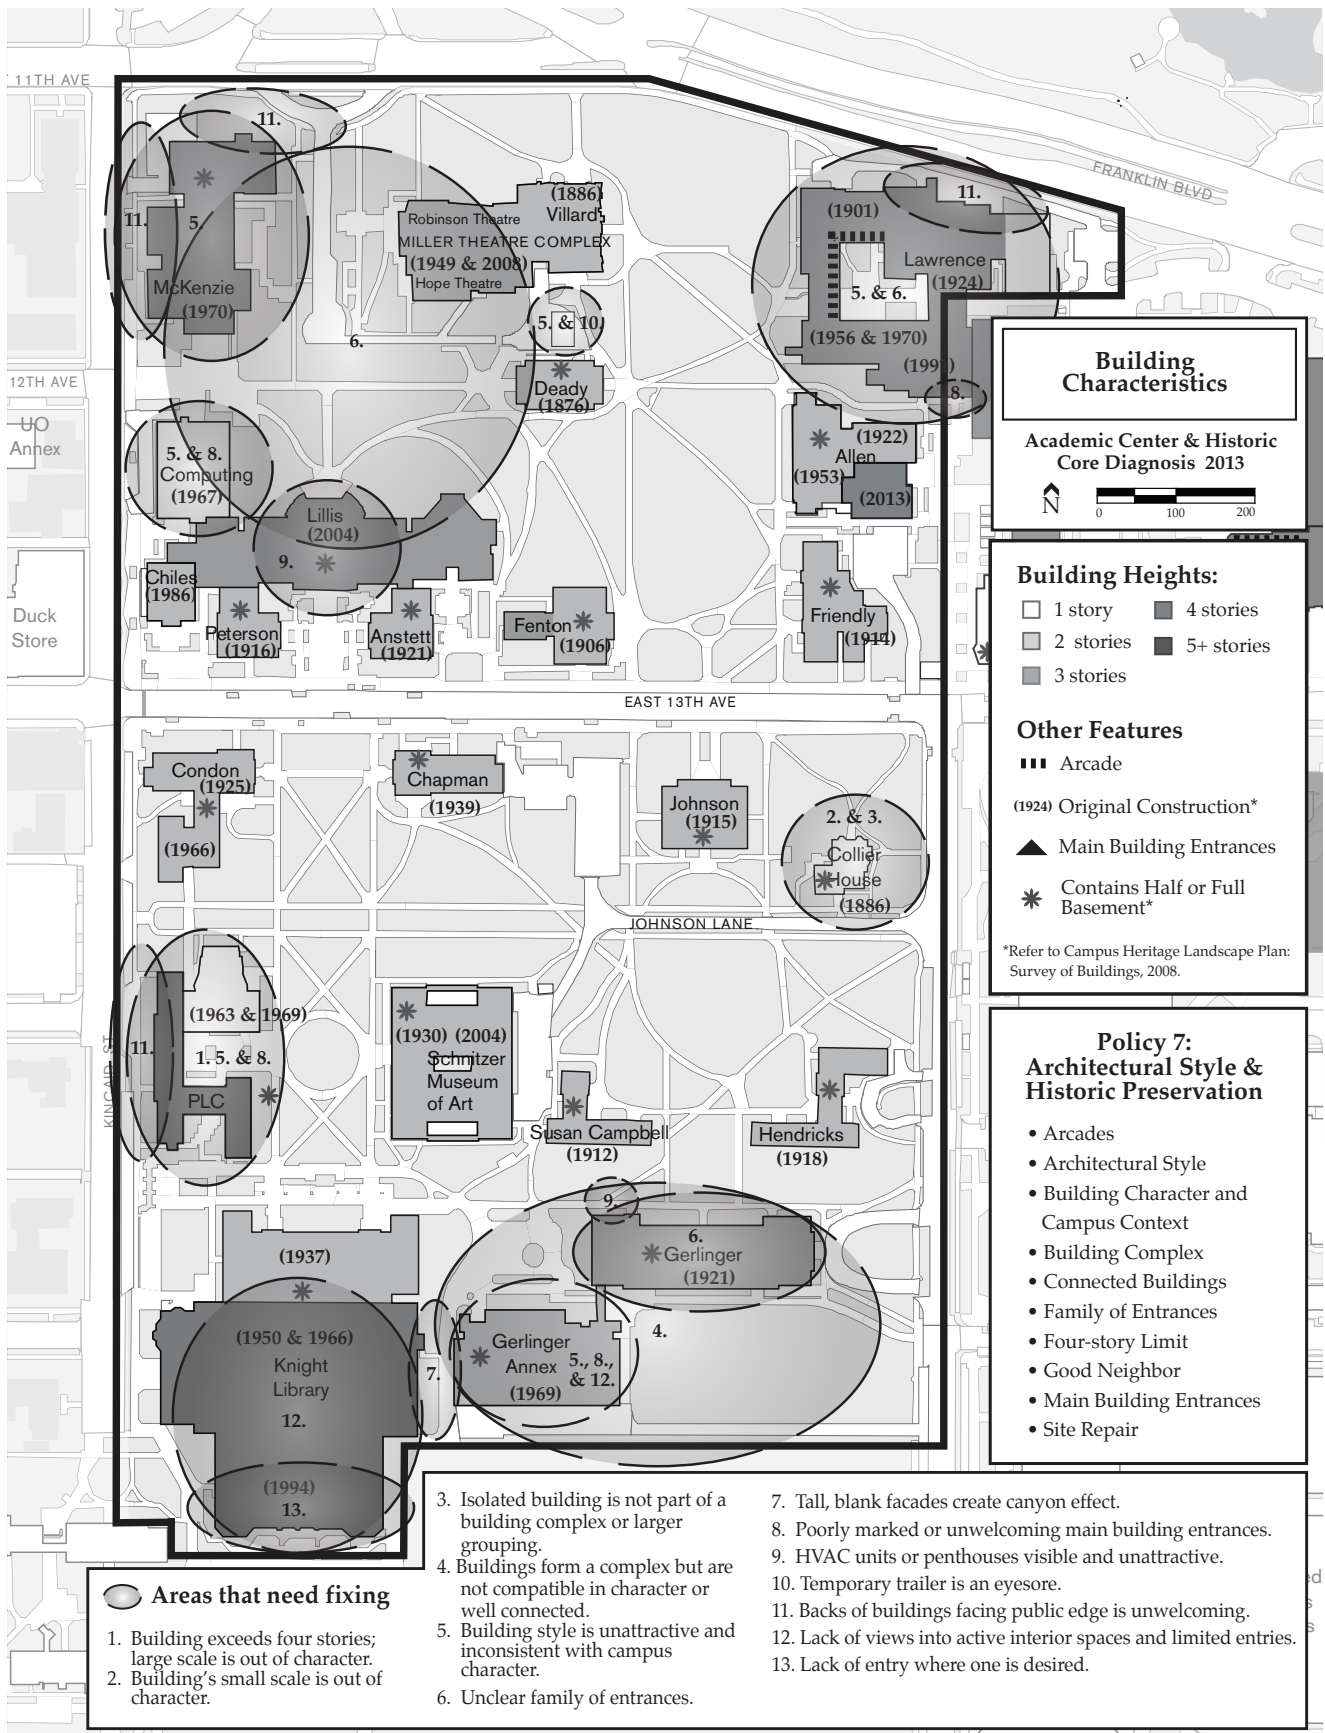 11TH AVE
11.
FRANKLIN BLVD
11.
5.
McKenzie
(1970)
(1886)
Villard
Robinson Theatre
MILLER THEATRE COMPLEX
(1949 & 2008)
Hope Theatre
6.
5. & 10.
Deady
(1876)
11.
(1901)
Lawrence
(1924)
5. & 6.
(1956 & 1970)
(1991)
8.
12TH AVE
UO
Annex
5. & 8.
Computing
(1967)
Lillis
(2004)
9.
(1922)
Allen
(1953)
(2013)
Duck
Store
Chiles
(1986)
Peterson
(1916)
Anstett
(1921)
Fenton
(1906)
Friendly
(1914)
EAST 13TH AVE
Condon
(1925)
(1966)
Chapman
(1939)
Johnson
(1915)
2. & 3.
Collier
House
(1886)
JOHNSON LANE
KINCAID ST
11.
(1963 & 1969)
1. 5. & 8.
PLC
(1930) (2004)
Schnitzer
Museum
of Art
Susan Campbell
(1912)
Hendricks
(1918)
9.
6.
Gerlinger
(1921)
(1937)
(1950 & 1966)
Knight
Library
12.
(1994)
13.
7.
Gerlinger
Annex
(1969)
5., 8.,
& 12.
4.
Building
Characteristics
Academic Center & Historic
Core Diagnosis 2013
N
0 100 200
Building Heights:
1 story
2 stories
3 stories
4 stories
5+ stories
Other Features
Arcade
(1924) Original Construction*
Main Building Entrances
Contains Half or Full
Basement*
*Refer to Campus Heritage Landscape Plan:
Survey of Buildings, 2008.
Policy 7:
Architectural Style &
Historic Preservation
• Arcades
• Architectural Style
• Building Character and
Campus Context
• Building Complex
• Connected Buildings
• Family of Entrances
• Four-story Limit
• Good Neighbor
• Main Building Entrances
• Site Repair
Areas that need fixing
1. Building exceeds four stories;
large scale is out of character.
2. Building's small scale is out of
character.
3. Isolated building is not part of a
building complex or larger
grouping.
4. Buildings form a complex but are
not compatible in character or
well connected.
5. Building style is unattractive and
inconsistent with campus
character.
6. Unclear family of entrances.
7. Tall, blank facades create canyon effect.
8. Poorly marked or unwelcoming main building entrances.
9. HVAC units or penthouses visible and unattractive.
10. Temporary trailer is an eyesore.
11. Backs of buildings facing public edge is unwelcoming.
12. Lack of views into active interior spaces and limited entries.
13. Lack of entry where one is desired.